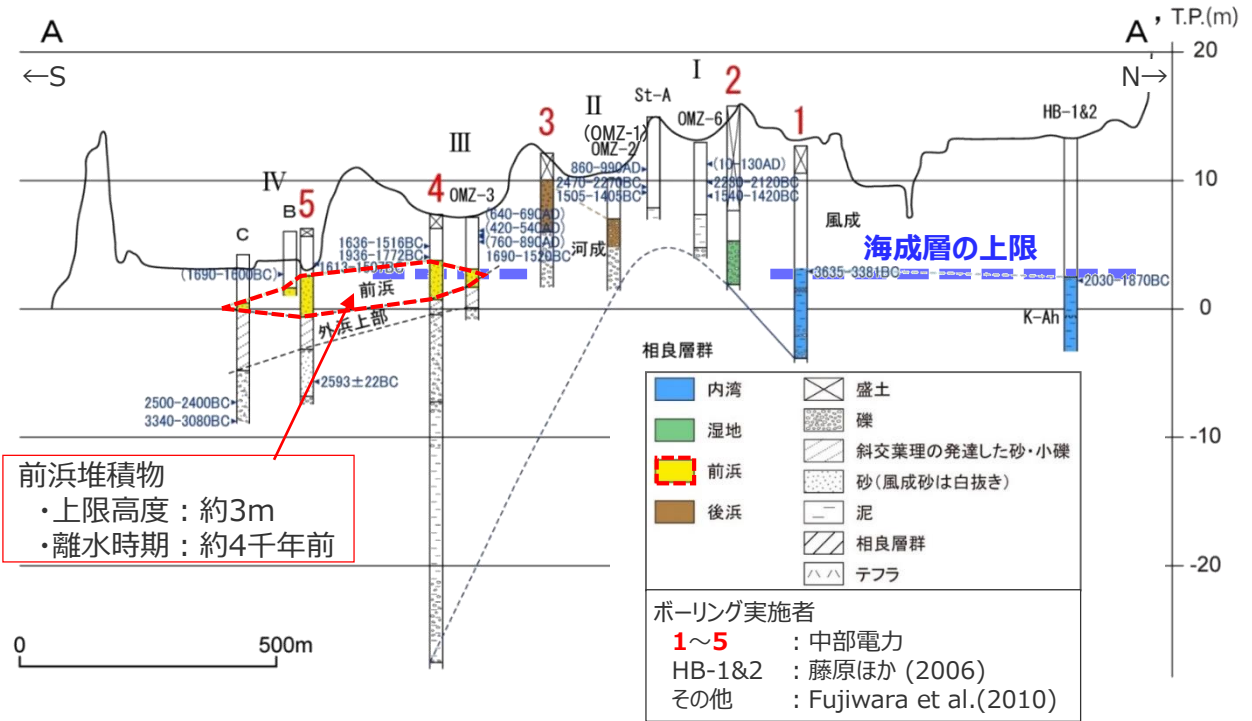 A
A' T.P.(m)
←S
N→
20
10
0
-10
-20
I
2
St-A
II
(OMZ-1)
OMZ-2
OMZ-6
1
HB-1&2
3
III
4
OMZ-3
IV
B
5
C
860-990AD
2470-2270BC
1505-1405BC
(10-130AD)
2280-2120BC
1540-1420BC
(640-690AD)
(420-540AD)
(760-890AD)
1690-1520BC
1636-1516BC
1936-1772BC
(1690-1600BC)
河成
風成
海成層の上限
3635-3381BC
2030-1870BC
K-Ah
前浜
外浜上部
2593±22BC
2500-2400BC
3340-3080BC
前浜堆積物
・上限高度：約3m
・離水時期：約4千年前
0 500m
相良層群
内湾
湿地
前浜
後浜
盛土
礫
斜交葉理の発達した砂・小礫
砂(風成砂は白抜き)
泥
相良層群
テフラ
ボーリング実施者
1～5 ：中部電力
HB-1&2 ：藤原ほか (2006)
その他 ：Fujiwara et al.(2010)